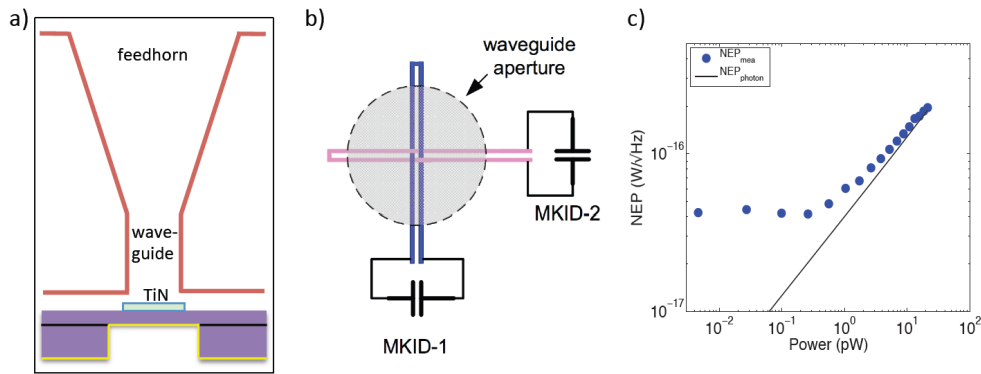 a)
feedhorn
wave-
guide
TiN
b)
waveguide
aperture
MKID-2
MKID-1
c)
NEP_mea
NEP_photon
NEP (W/√Hz)
10^-16
10^-17
10^-2 10^-1 10^0 10^1 10^2
Power (pW)